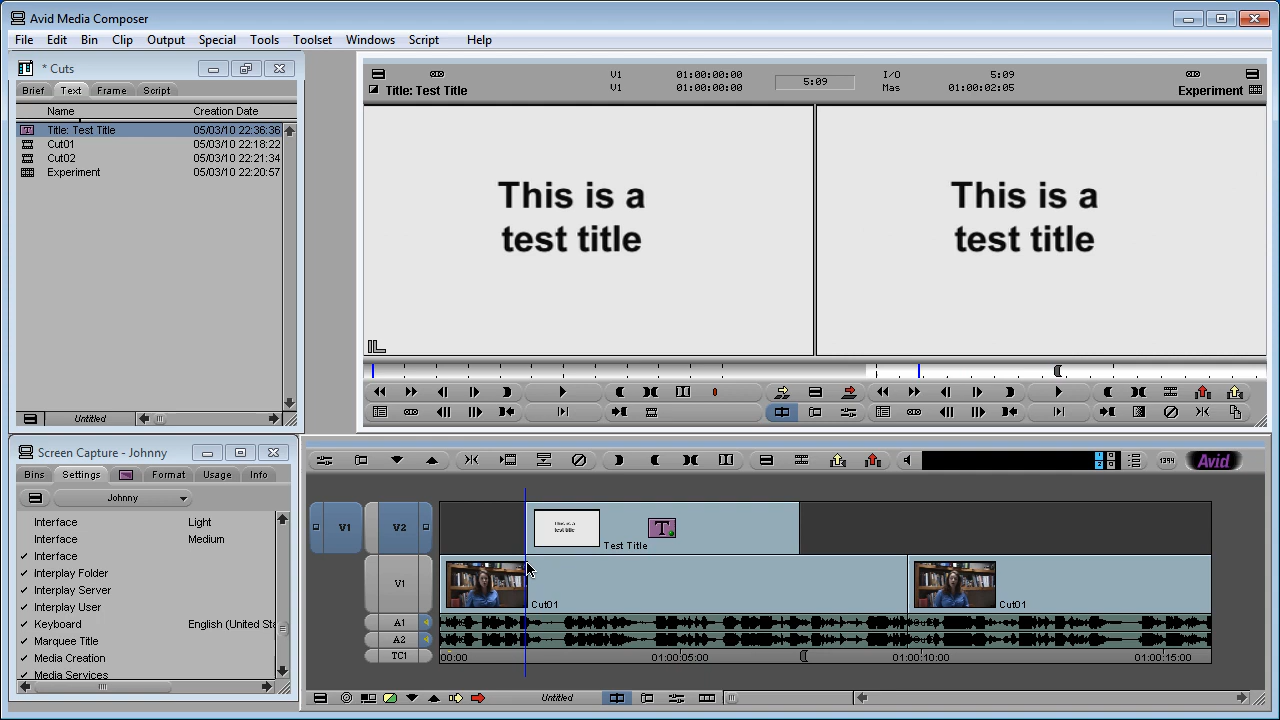 Avid Media Composer
File Edit Bin Clip Output Special Tools Toolset Windows Script Help
* Cuts
Brief Text Frame Script
Name Creation Date
Title: Test Title 05/03/10 22:36:36
Cut01 05/03/10 22:18:22
Cut02 05/03/10 22:21:34
Experiment 05/03/10 22:20:57
Untitled
V1 01:00:00:00 5:09 I/O 5:09
V1 01:00:00:00 Mas 01:00:02:05
Title: Test Title Experiment
This is a
test title
This is a
test title
Screen Capture - Johnny
Bins Settings Format Usage Info
Johnny
Interface Light
Interface Medium
✓ Interface
✓ Interplay Folder
✓ Interplay Server
✓ Interplay User
✓ Keyboard English (United Sta
✓ Marquee Title
✓ Media Creation
✓ Media Services
1394 Avid
V1 V2
This is a
test title
T
Test Title
V1
Cut01 Cut01
A1
A2
TC1 00:00 01:00:05:00 01:00:10:00 01:00:15:00
Untitled